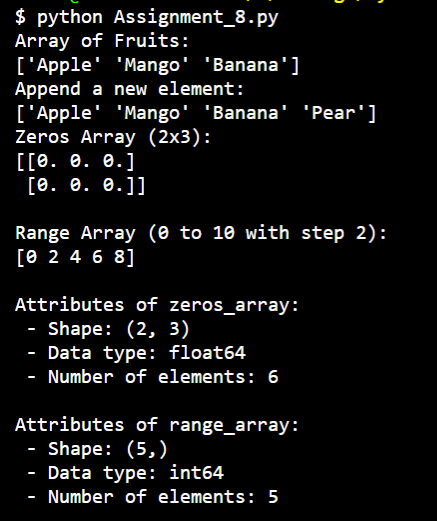 $ python Assignment_8.py
Array of Fruits:
['Apple' 'Mango' 'Banana']
Append a new element:
['Apple' 'Mango' 'Banana' 'Pear']
Zeros Array (2x3):
[[0. 0. 0.]
 [0. 0. 0.]]
Range Array (0 to 10 with step 2):
[0 2 4 6 8]
Attributes of zeros_array:
 - Shape: (2, 3)
 - Data type: float64
 - Number of elements: 6
Attributes of range_array:
 - Shape: (5,)
 - Data type: int64
 - Number of elements: 5